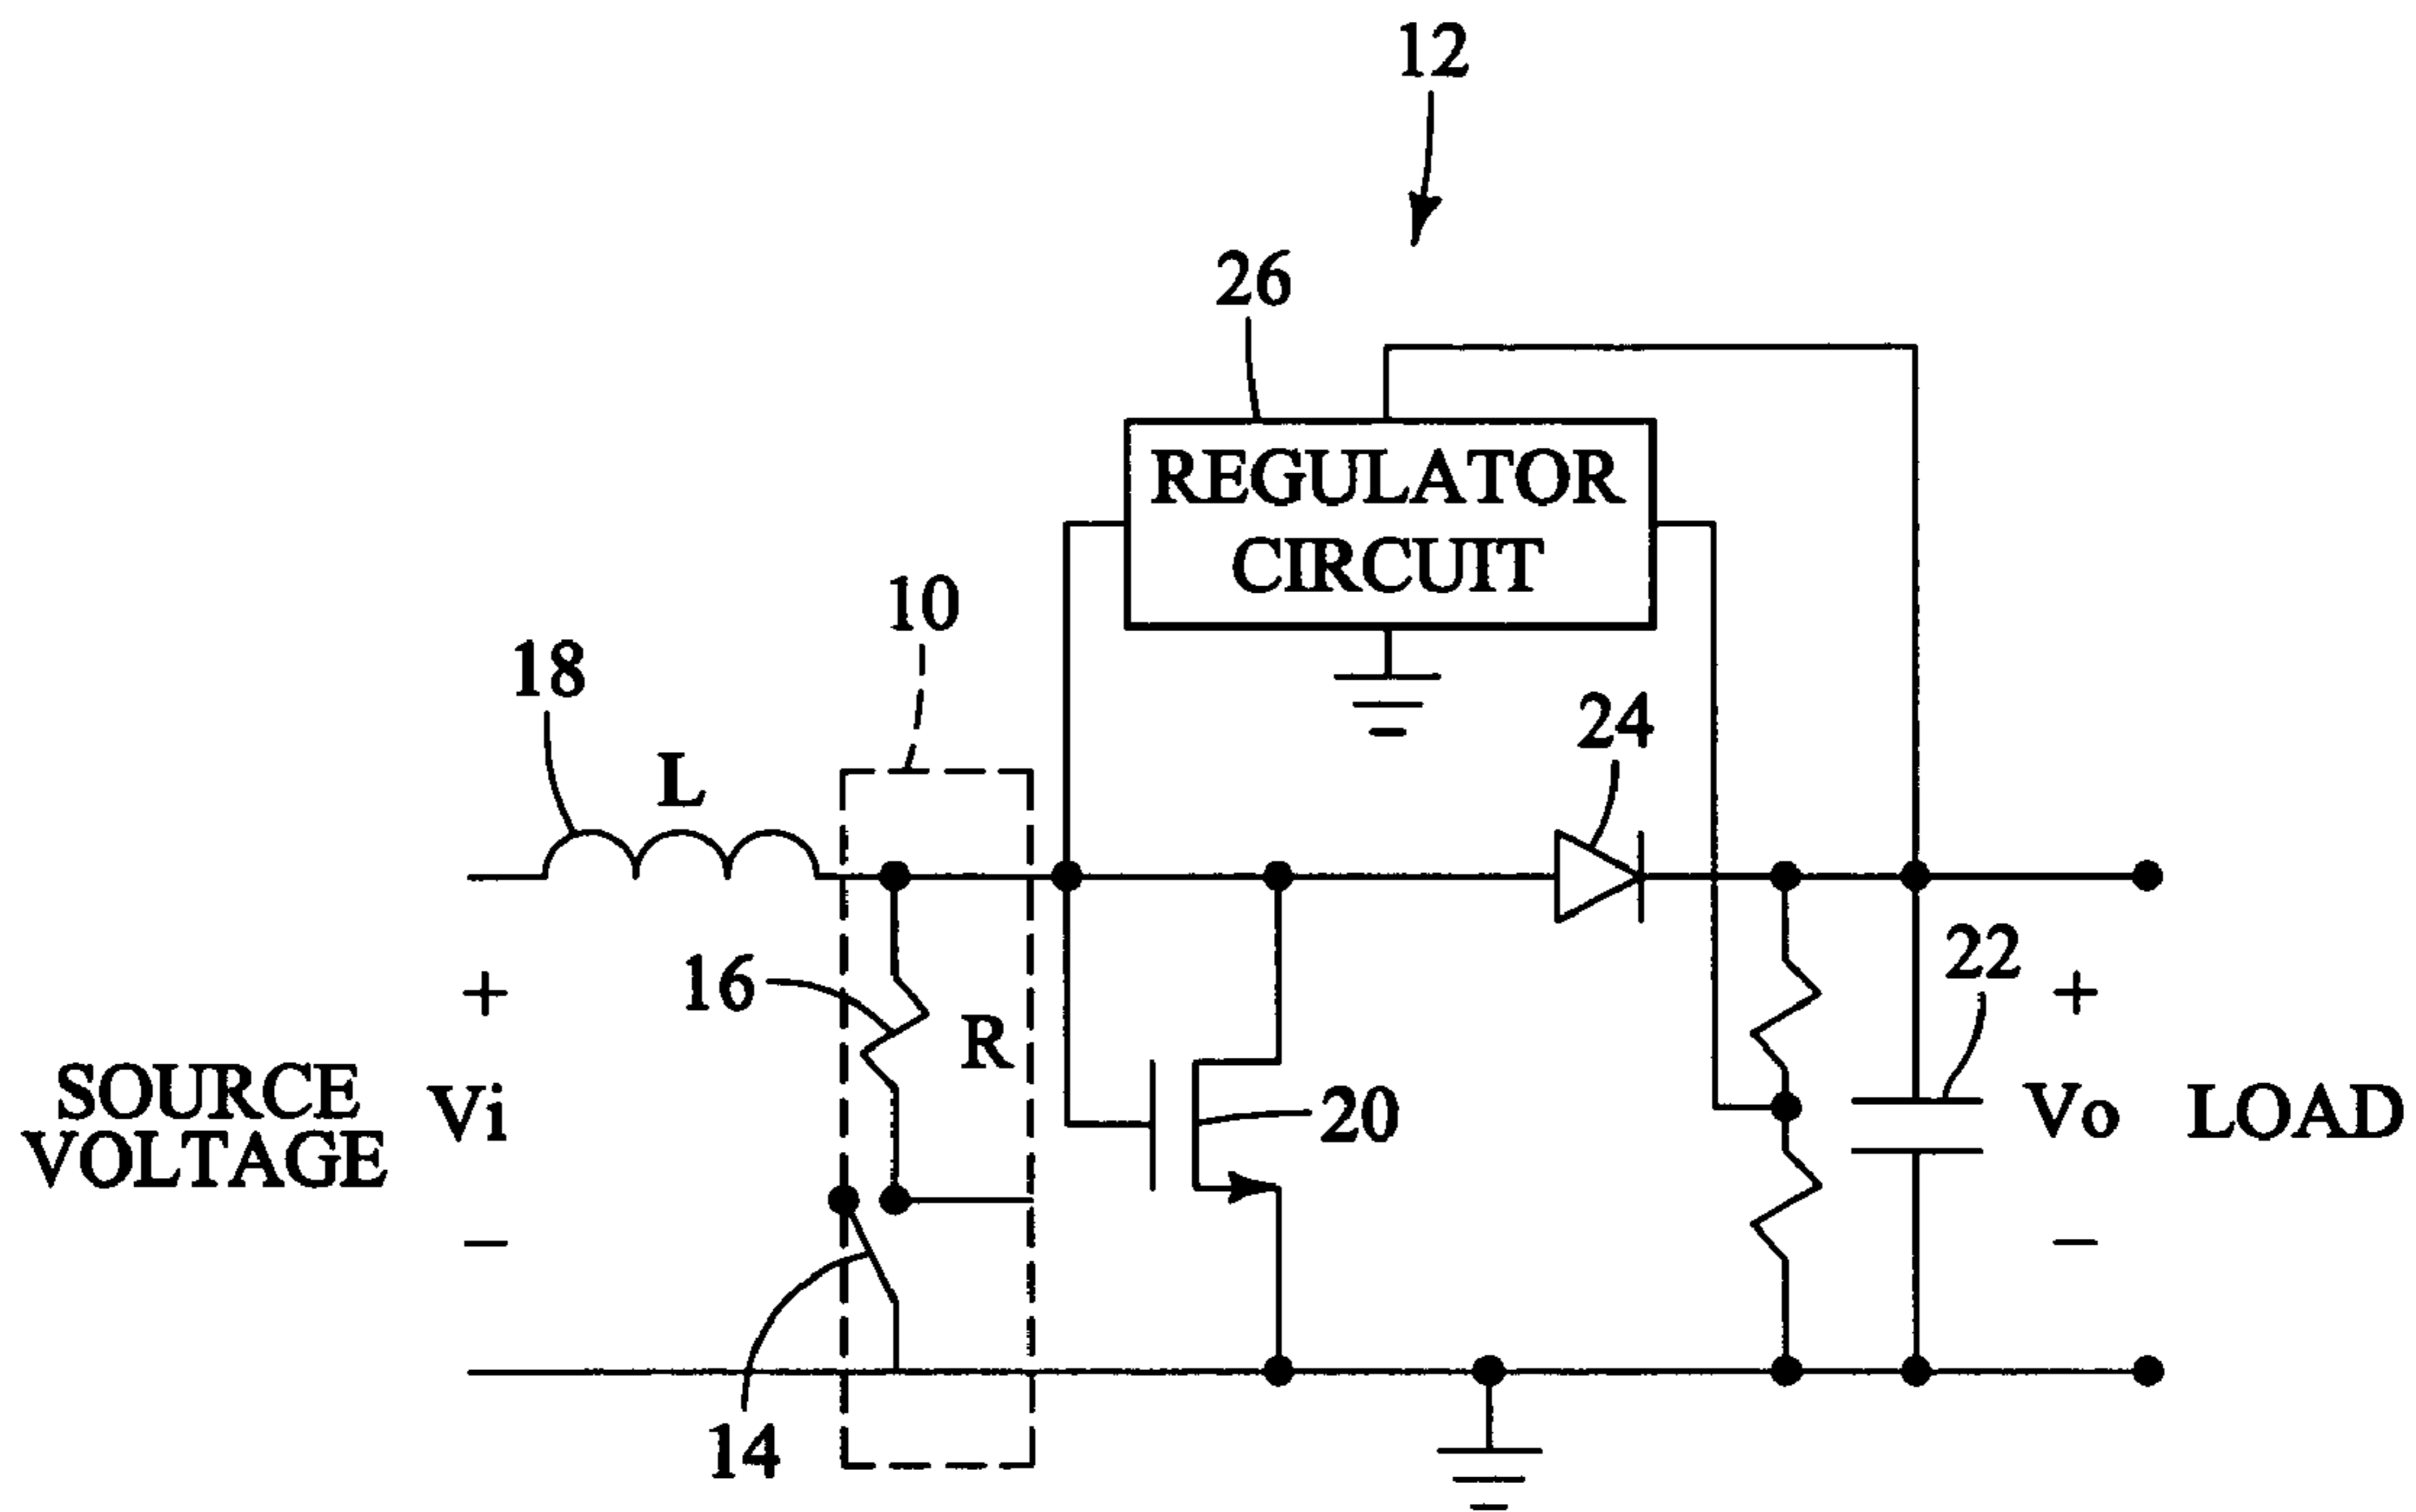 12
26
REGULATOR
CIRCUIT
10
18
L
24
16
R
22
+
+
SOURCE
VOLTAGE
Vi
20
Vo
LOAD
−
−
14